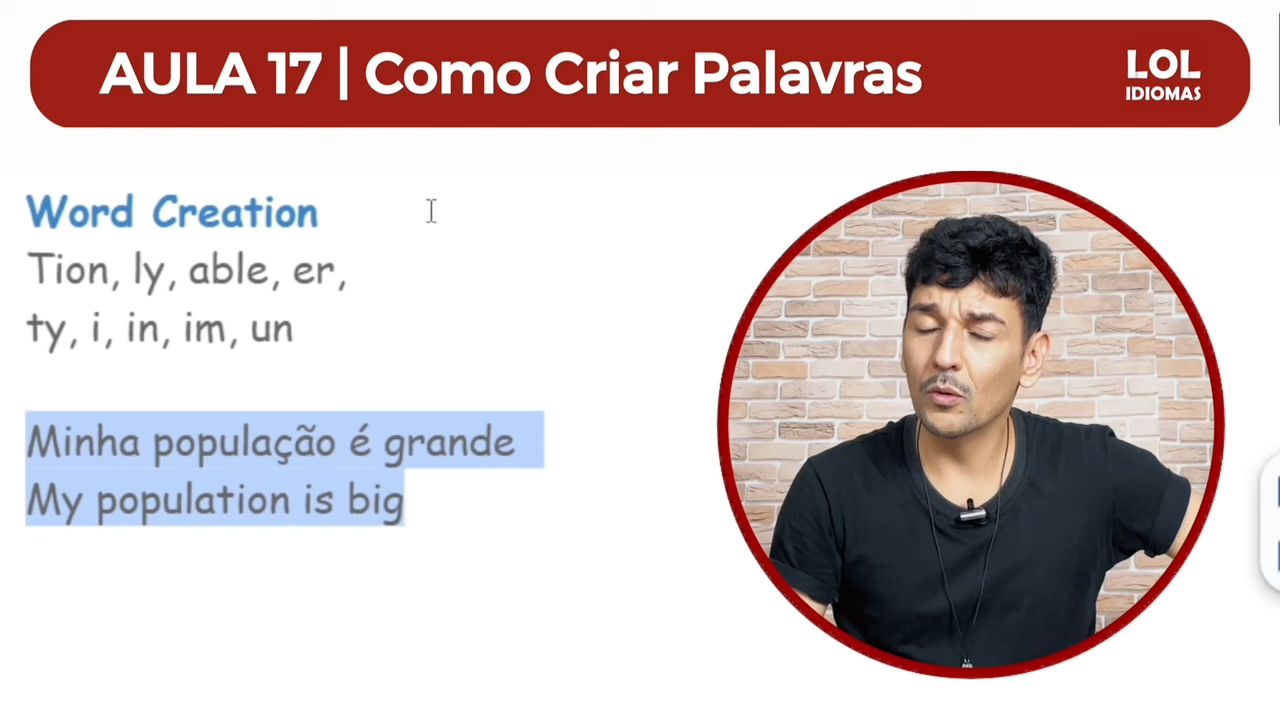 AULA 17 | Como Criar Palavras
LOL
IDIOMAS
Word Creation
Tion, ly, able, er,
ty, i, in, im, un
Minha população é grande
My population is big